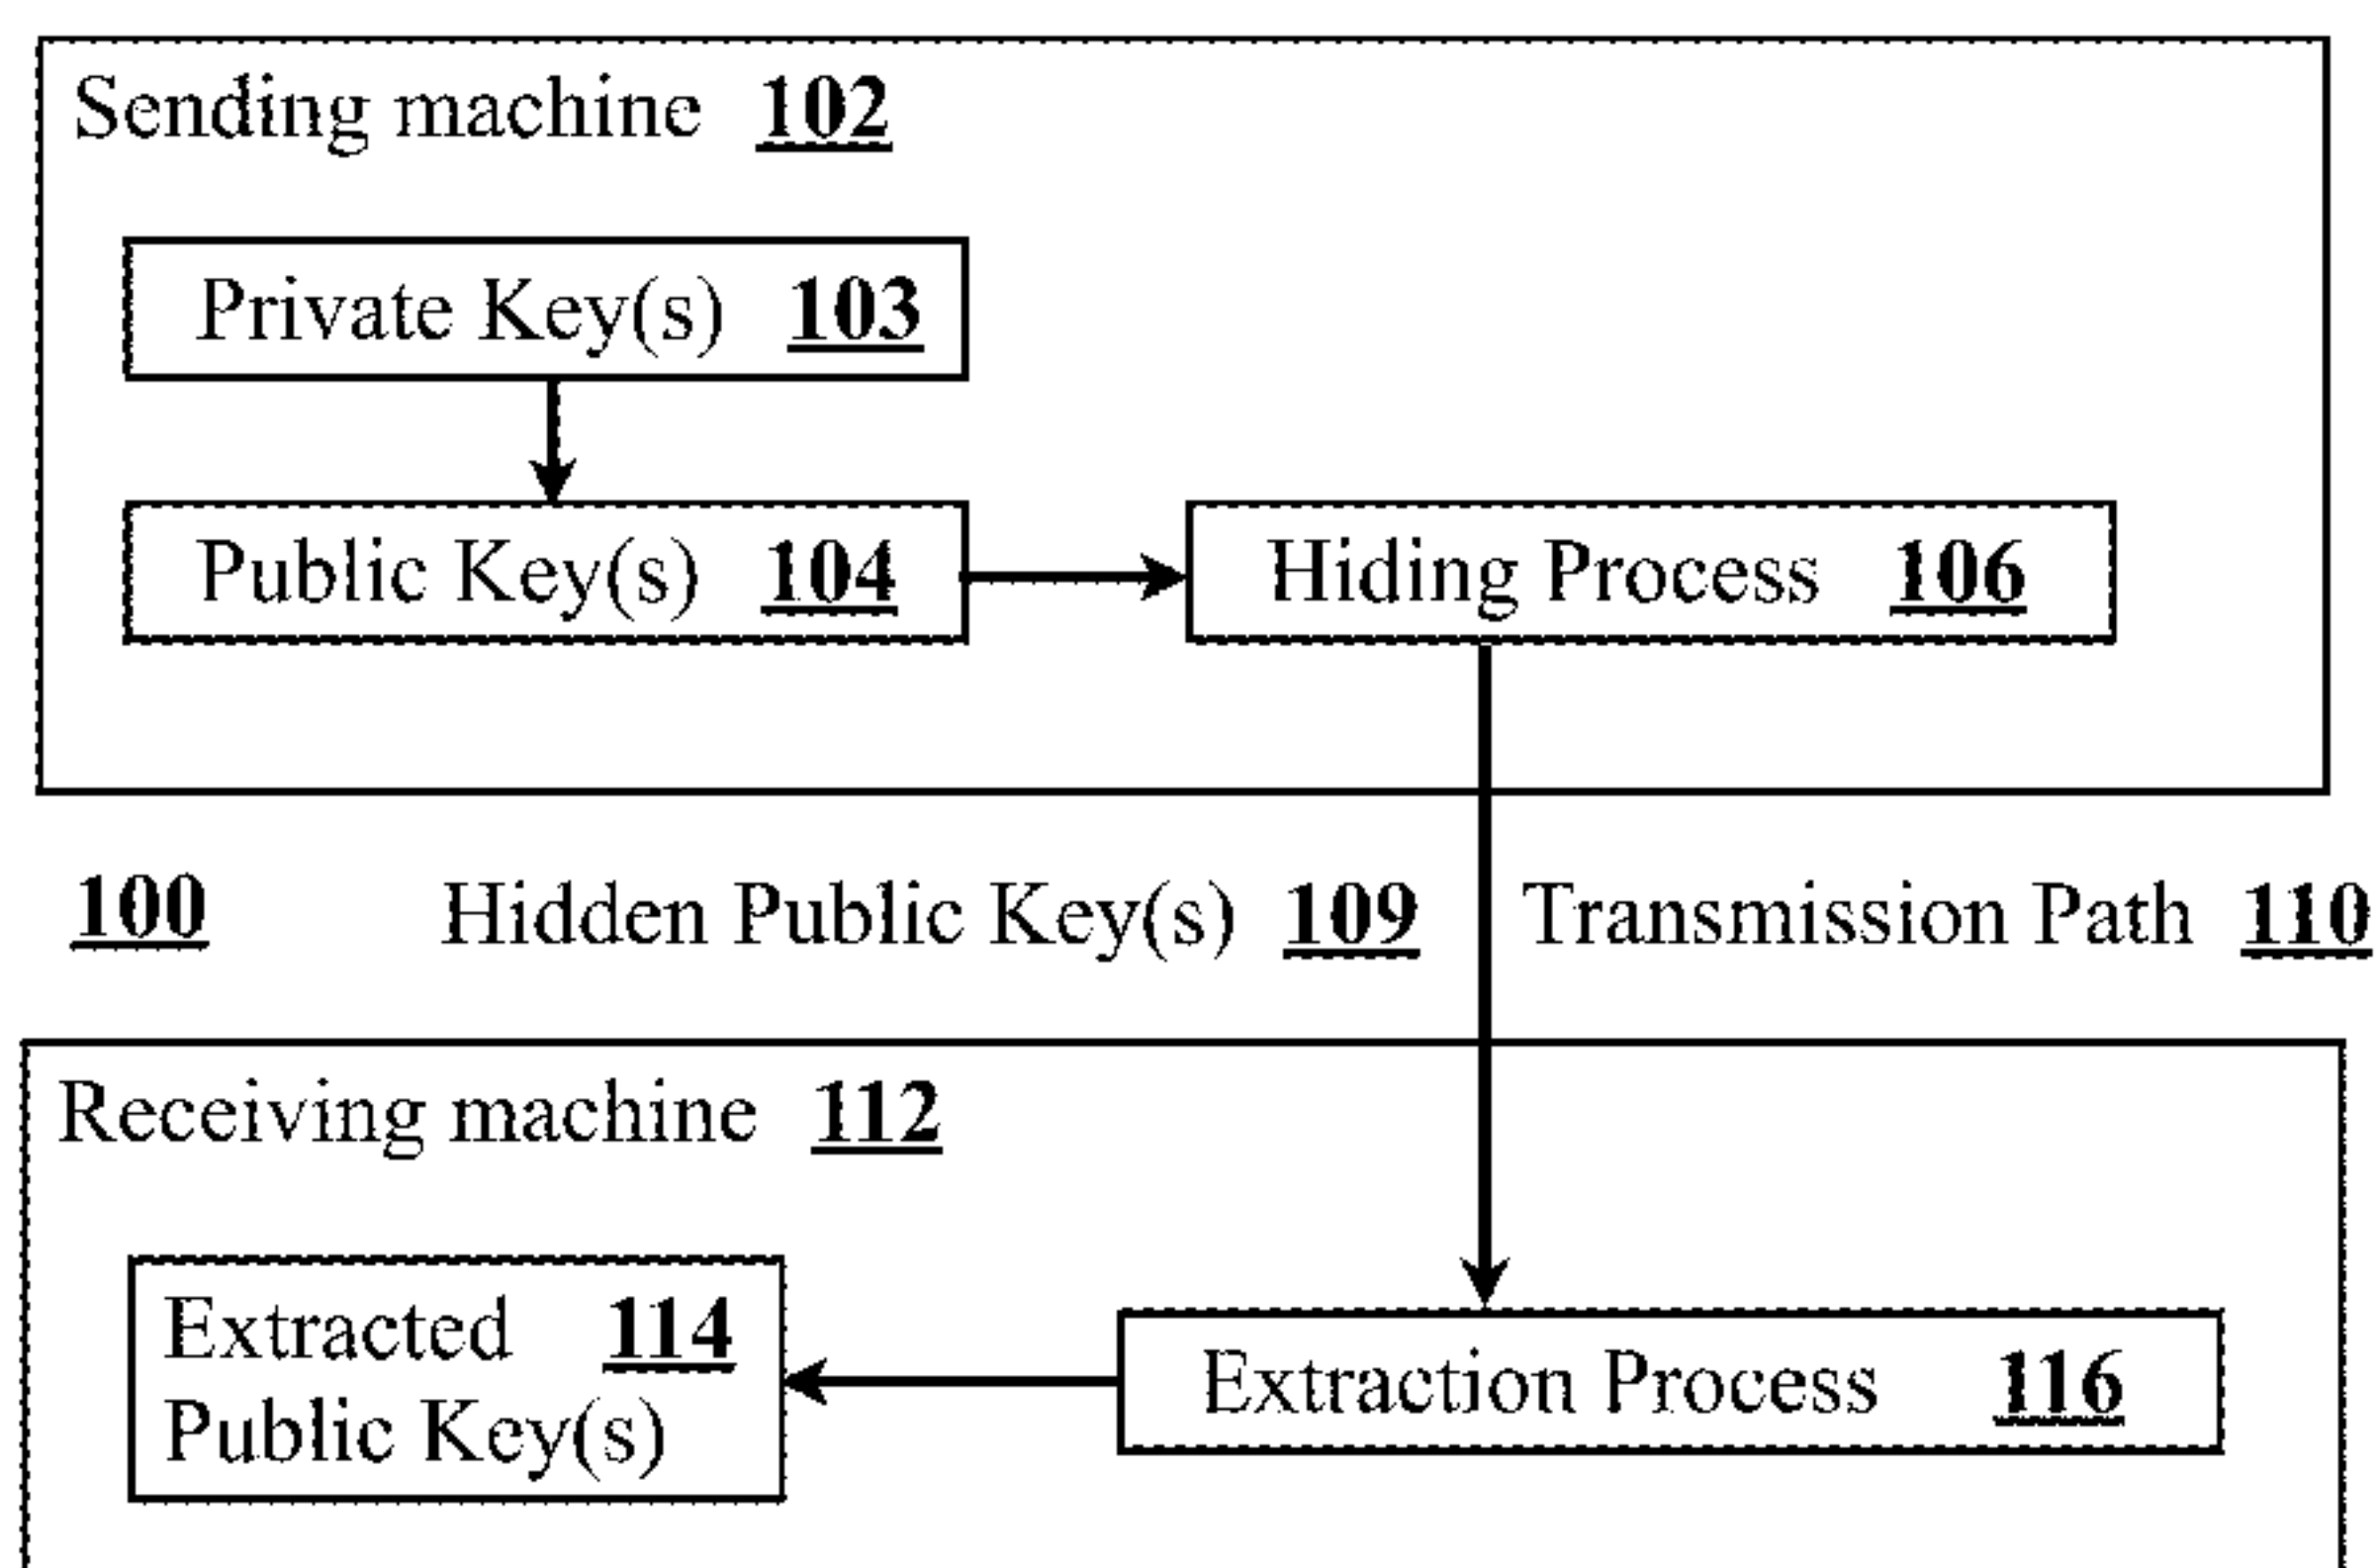 Sending machine 102
Private Key(s) 103
Public Key(s) 104
Hiding Process 106
100
Hidden Public Key(s) 109
Transmission Path 110
Receiving machine 112
Extracted 114
Public Key(s)
Extraction Process 116